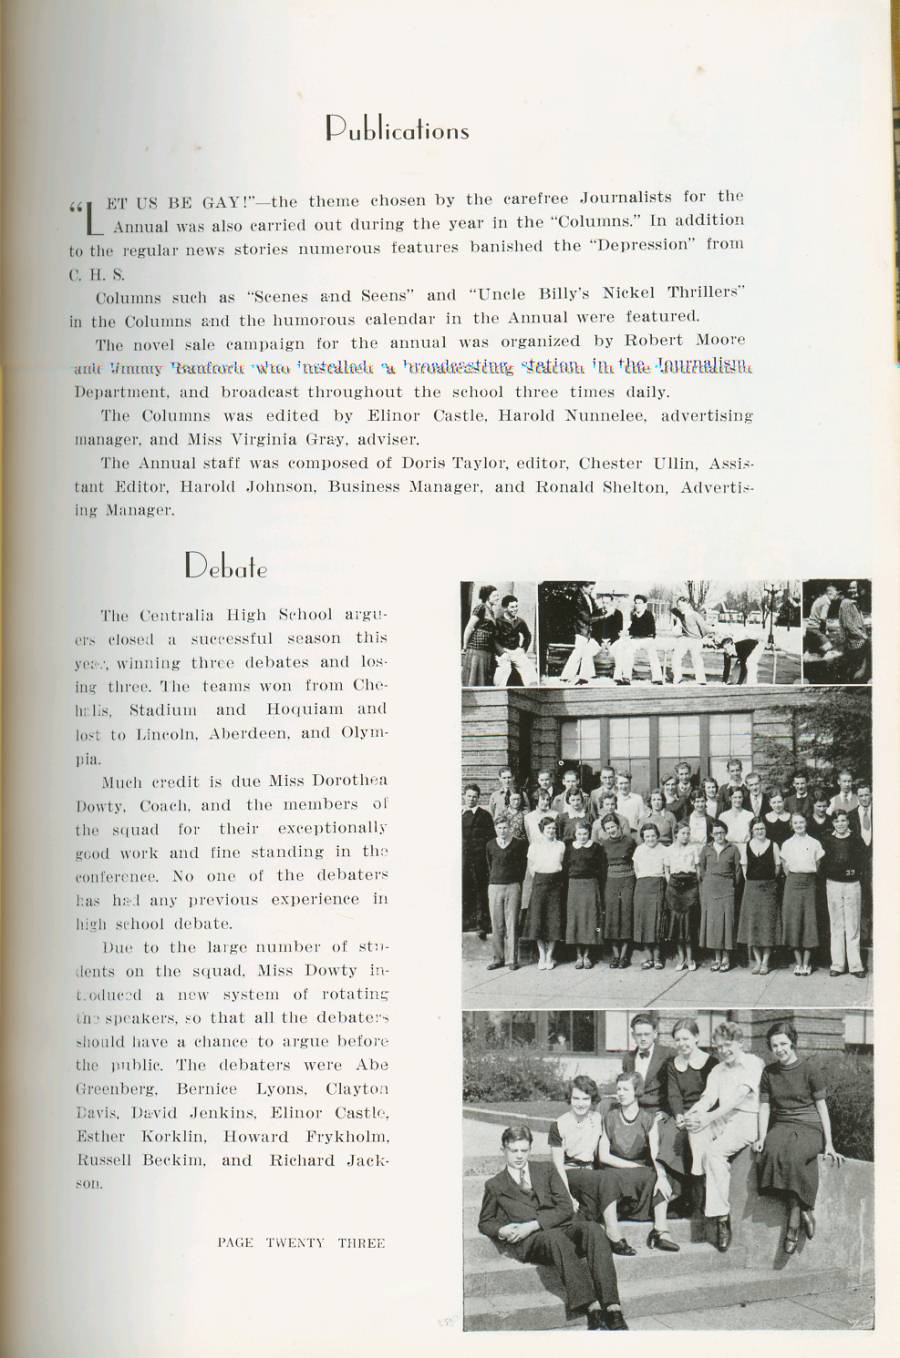 Publications
“LET US BE GAY!”—the theme chosen by the carefree Journalists for the
Annual was also carried out during the year in the “Columns.” In addition
to the regular news stories numerous features banished the “Depression” from
C. H. S.
Columns such as “Scenes and Seens” and “Uncle Billy’s Nickel Thrillers”
in the Columns and the humorous calendar in the Annual were featured.
The novel sale campaign for the annual was organized by Robert Moore
and Jimmy who installed a broadcasting station in the Journalism
Department, and broadcast throughout the school three times daily.
The Columns was edited by Elinor Castle, Harold Nunnelee, advertising
manager, and Miss Virginia Gray, adviser.
The Annual staff was composed of Doris Taylor, editor, Chester Ullin, Assis-
tant Editor, Harold Johnson, Business Manager, and Ronald Shelton, Advertis-
ing Manager.
Debate
The Centralia High School argu-
ers closed a successful season this
year, winning three debates and los-
ing three. The teams won from Che-
halis, Stadium and Hoquiam and
lost to Lincoln, Aberdeen, and Olym-
pia.
Much credit is due Miss Dorothea
Dowty, Coach, and the members of
the squad for their exceptionally
good work and fine standing in the
conference. No one of the debaters
has had any previous experience in
high school debate.
Due to the large number of stu-
dents on the squad, Miss Dowty in-
troduced a new system of rotating
the speakers, so that all the debaters
should have a chance to argue before
the public. The debaters were Abe
Greenberg, Bernice Lyons, Clayton
Davis, David Jenkins, Elinor Castle,
Esther Korklin, Howard Frykholm,
Russell Beckim, and Richard Jack-
son.
PAGE TWENTY THREE
37